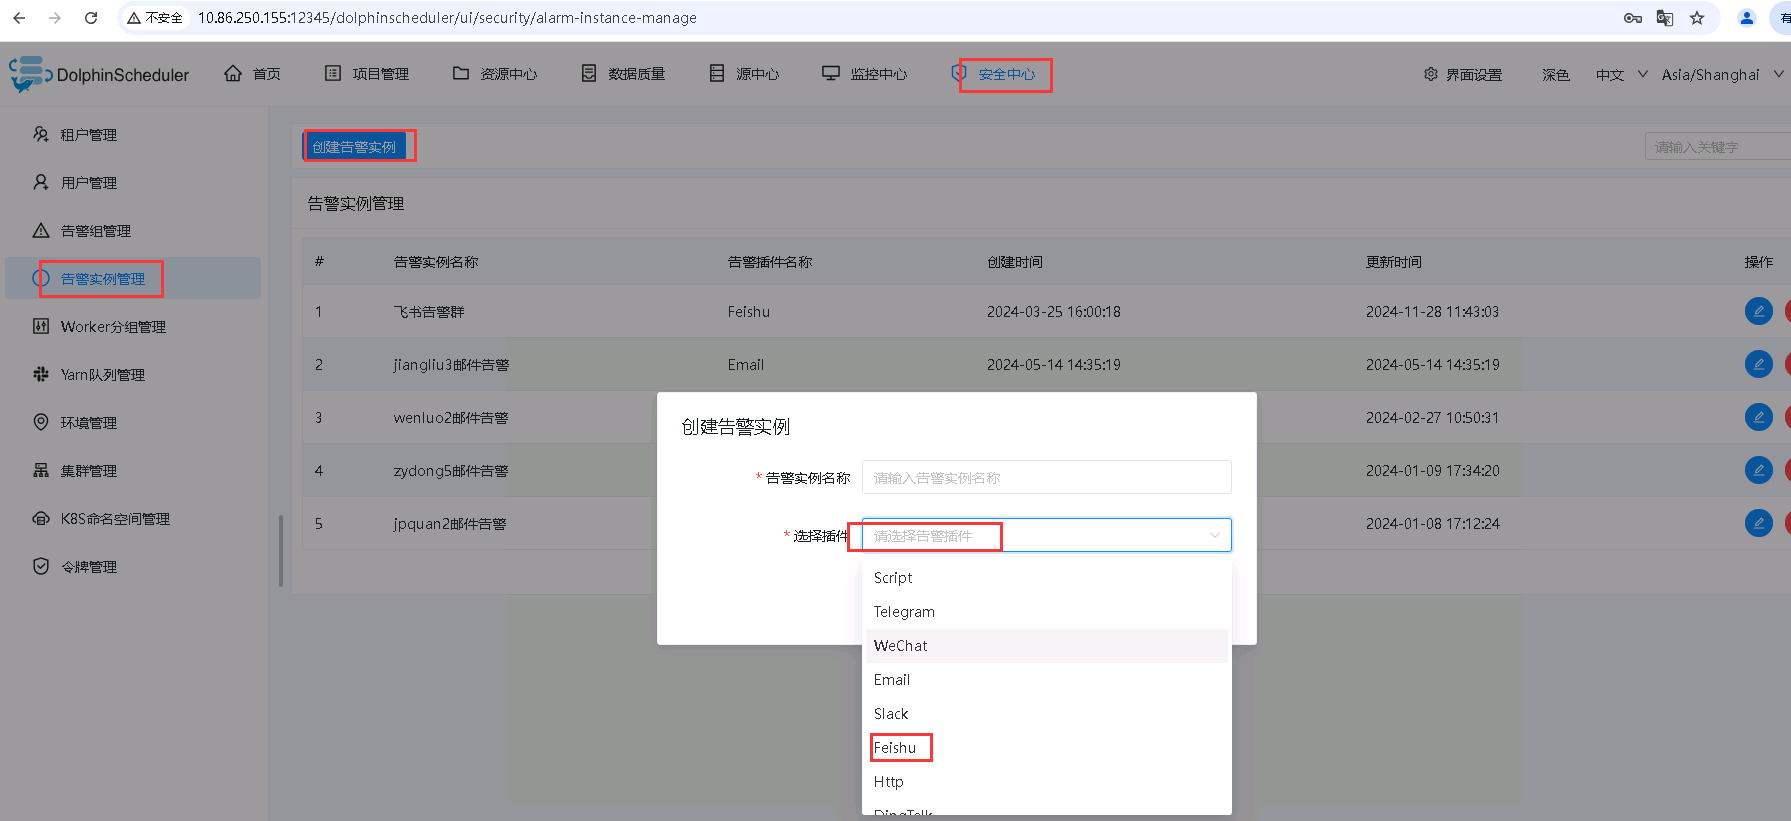 不安全 10.86.250.155:12345/dolphinscheduler/ui/security/alarm-instance-manage
DolphinScheduler 首页 项目管理 资源中心 数据质量 源中心 监控中心 安全中心 界面设置 深色 中文 Asia/Shanghai
租户管理
用户管理
告警组管理
告警实例管理
Worker分组管理
Yarn队列管理
环境管理
集群管理
K8S命名空间管理
令牌管理
创建告警实例 请输入关键字
告警实例管理
# 告警实例名称 告警插件名称 创建时间 更新时间 操作
1 飞书告警群 Feishu 2024-03-25 16:00:18 2024-11-28 11:43:03
2 jiangliu3邮件告警 Email 2024-05-14 14:35:19 2024-05-14 14:35:19
3 wenluo2邮件告警 2024-02-27 10:50:31
4 zydong5邮件告警 2024-01-09 17:34:20
5 jpquan2邮件告警 2024-01-08 17:12:24
创建告警实例
* 告警实例名称 请输入告警实例名称
* 选择插件 请选择告警插件
Script
Telegram
WeChat
Email
Slack
Feishu
Http
DingTalk